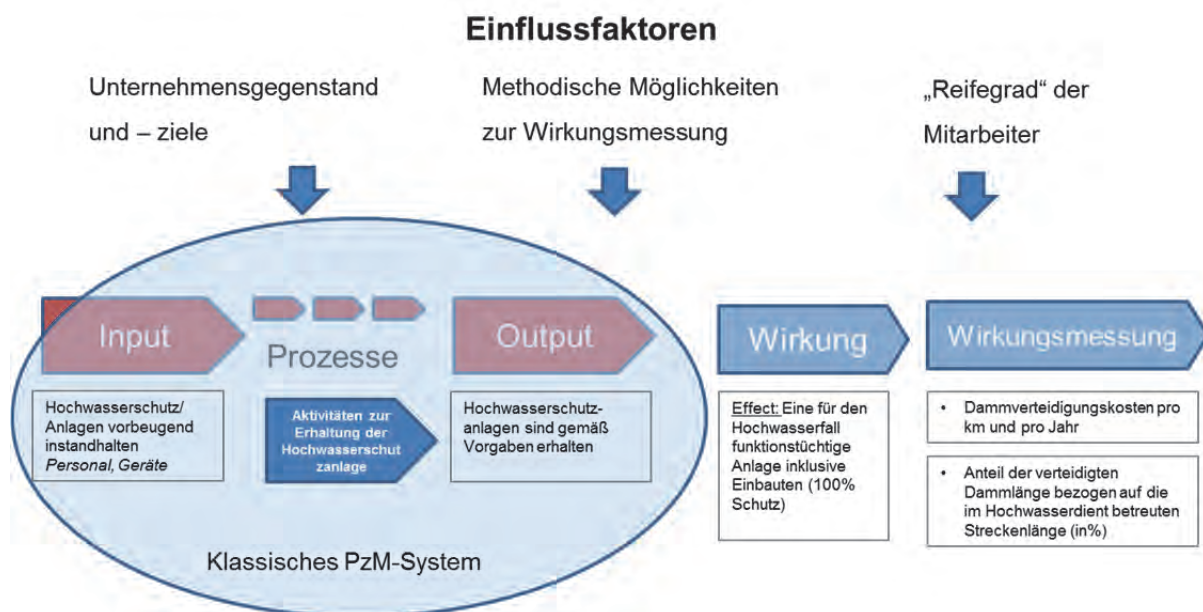 Einflussfaktoren
Unternehmensgegenstand
und – ziele
Methodische Möglichkeiten
zur Wirkungsmessung
„Reifegrad“ der
Mitarbeiter
Input
Prozesse
Output
Wirkung
Wirkungsmessung
Hochwasserschutz/
Anlagen vorbeugend
instandhalten
Personal, Geräte
Aktivitäten zur
Erhaltung der
Hochwasserschut
zanlage
Hochwasserschutz-
anlagen sind gemäß
Vorgaben erhalten
Effect: Eine für den
Hochwasserfall
funktionstüchtige
Anlage inklusive
Einbauten (100%
Schutz)
• Dammverteidigungskosten pro
km und pro Jahr
• Anteil der verteidigten
Dammlänge bezogen auf die
im Hochwasserdient betreuten
Streckenlänge (in%)
Klassisches PzM-System